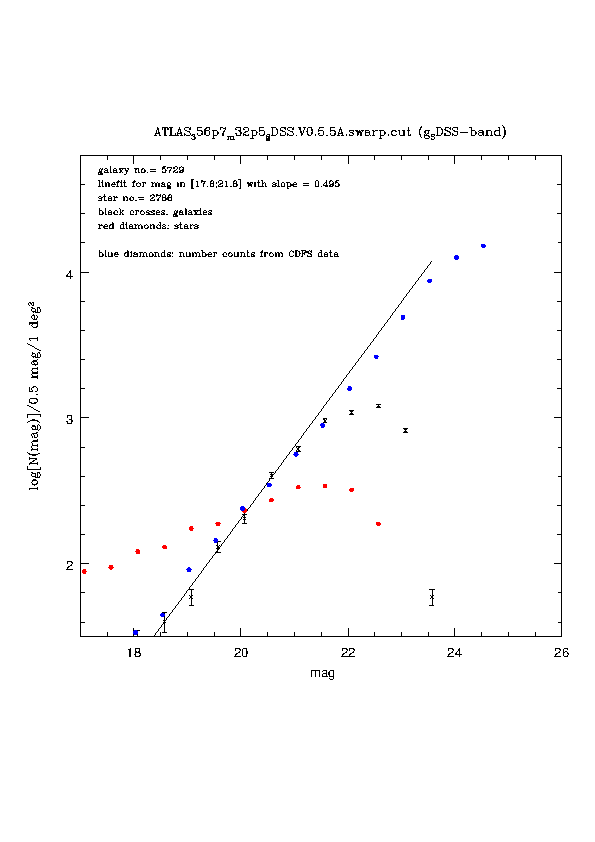 ATLAS₃56p7ₘ32p5gDSS.V0.5.5A.swarp.cut (gₛDSS−band)
galaxy no.= 5729
linefit for mag in [17.8;21.8] with slope = 0.495
star no.= 2786
black crosses: galaxies
red diamonds: stars
blue diamonds: number counts from CDFS data
log[N(mag)]/0.5 mag/1 deg²
4
3
2
18 20 22 24 26
mag